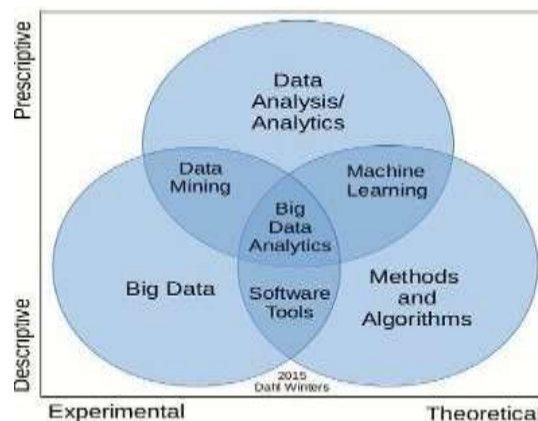 Prescriptive
Data
Analysis/
Analytics
Data
Mining
Machine
Learning
Big
Data
Analytics
Big Data
Software
Tools
Methods
and
Algorithms
Descriptive
2015
Dahl Winters
Experimental
Theoretical